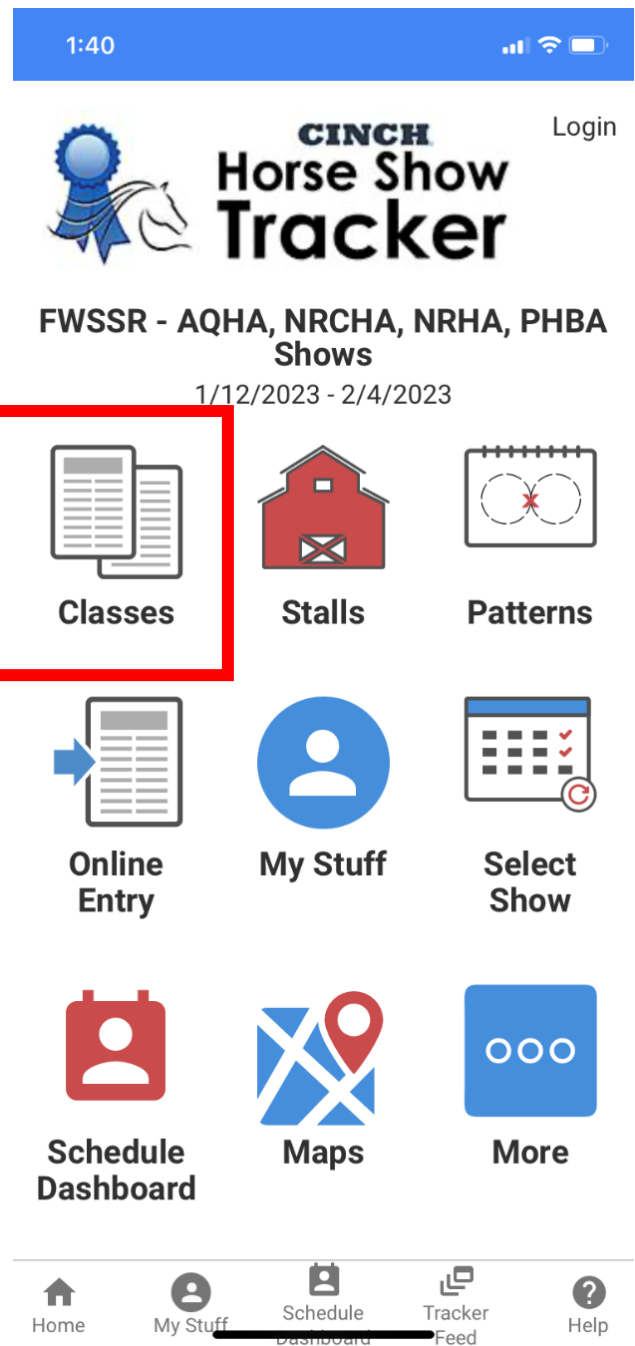 1:40
CINCH
Login
Horse Show
Tracker
FWSSR - AQHA, NRCHA, NRHA, PHBA
Shows
1/12/2023 - 2/4/2023
Classes
Stalls
Patterns
Online
Entry
My Stuff
Select
Show
Schedule
Dashboard
Maps
More
Home
My Stuff
Schedule
Dashboard
Tracker
Feed
Help